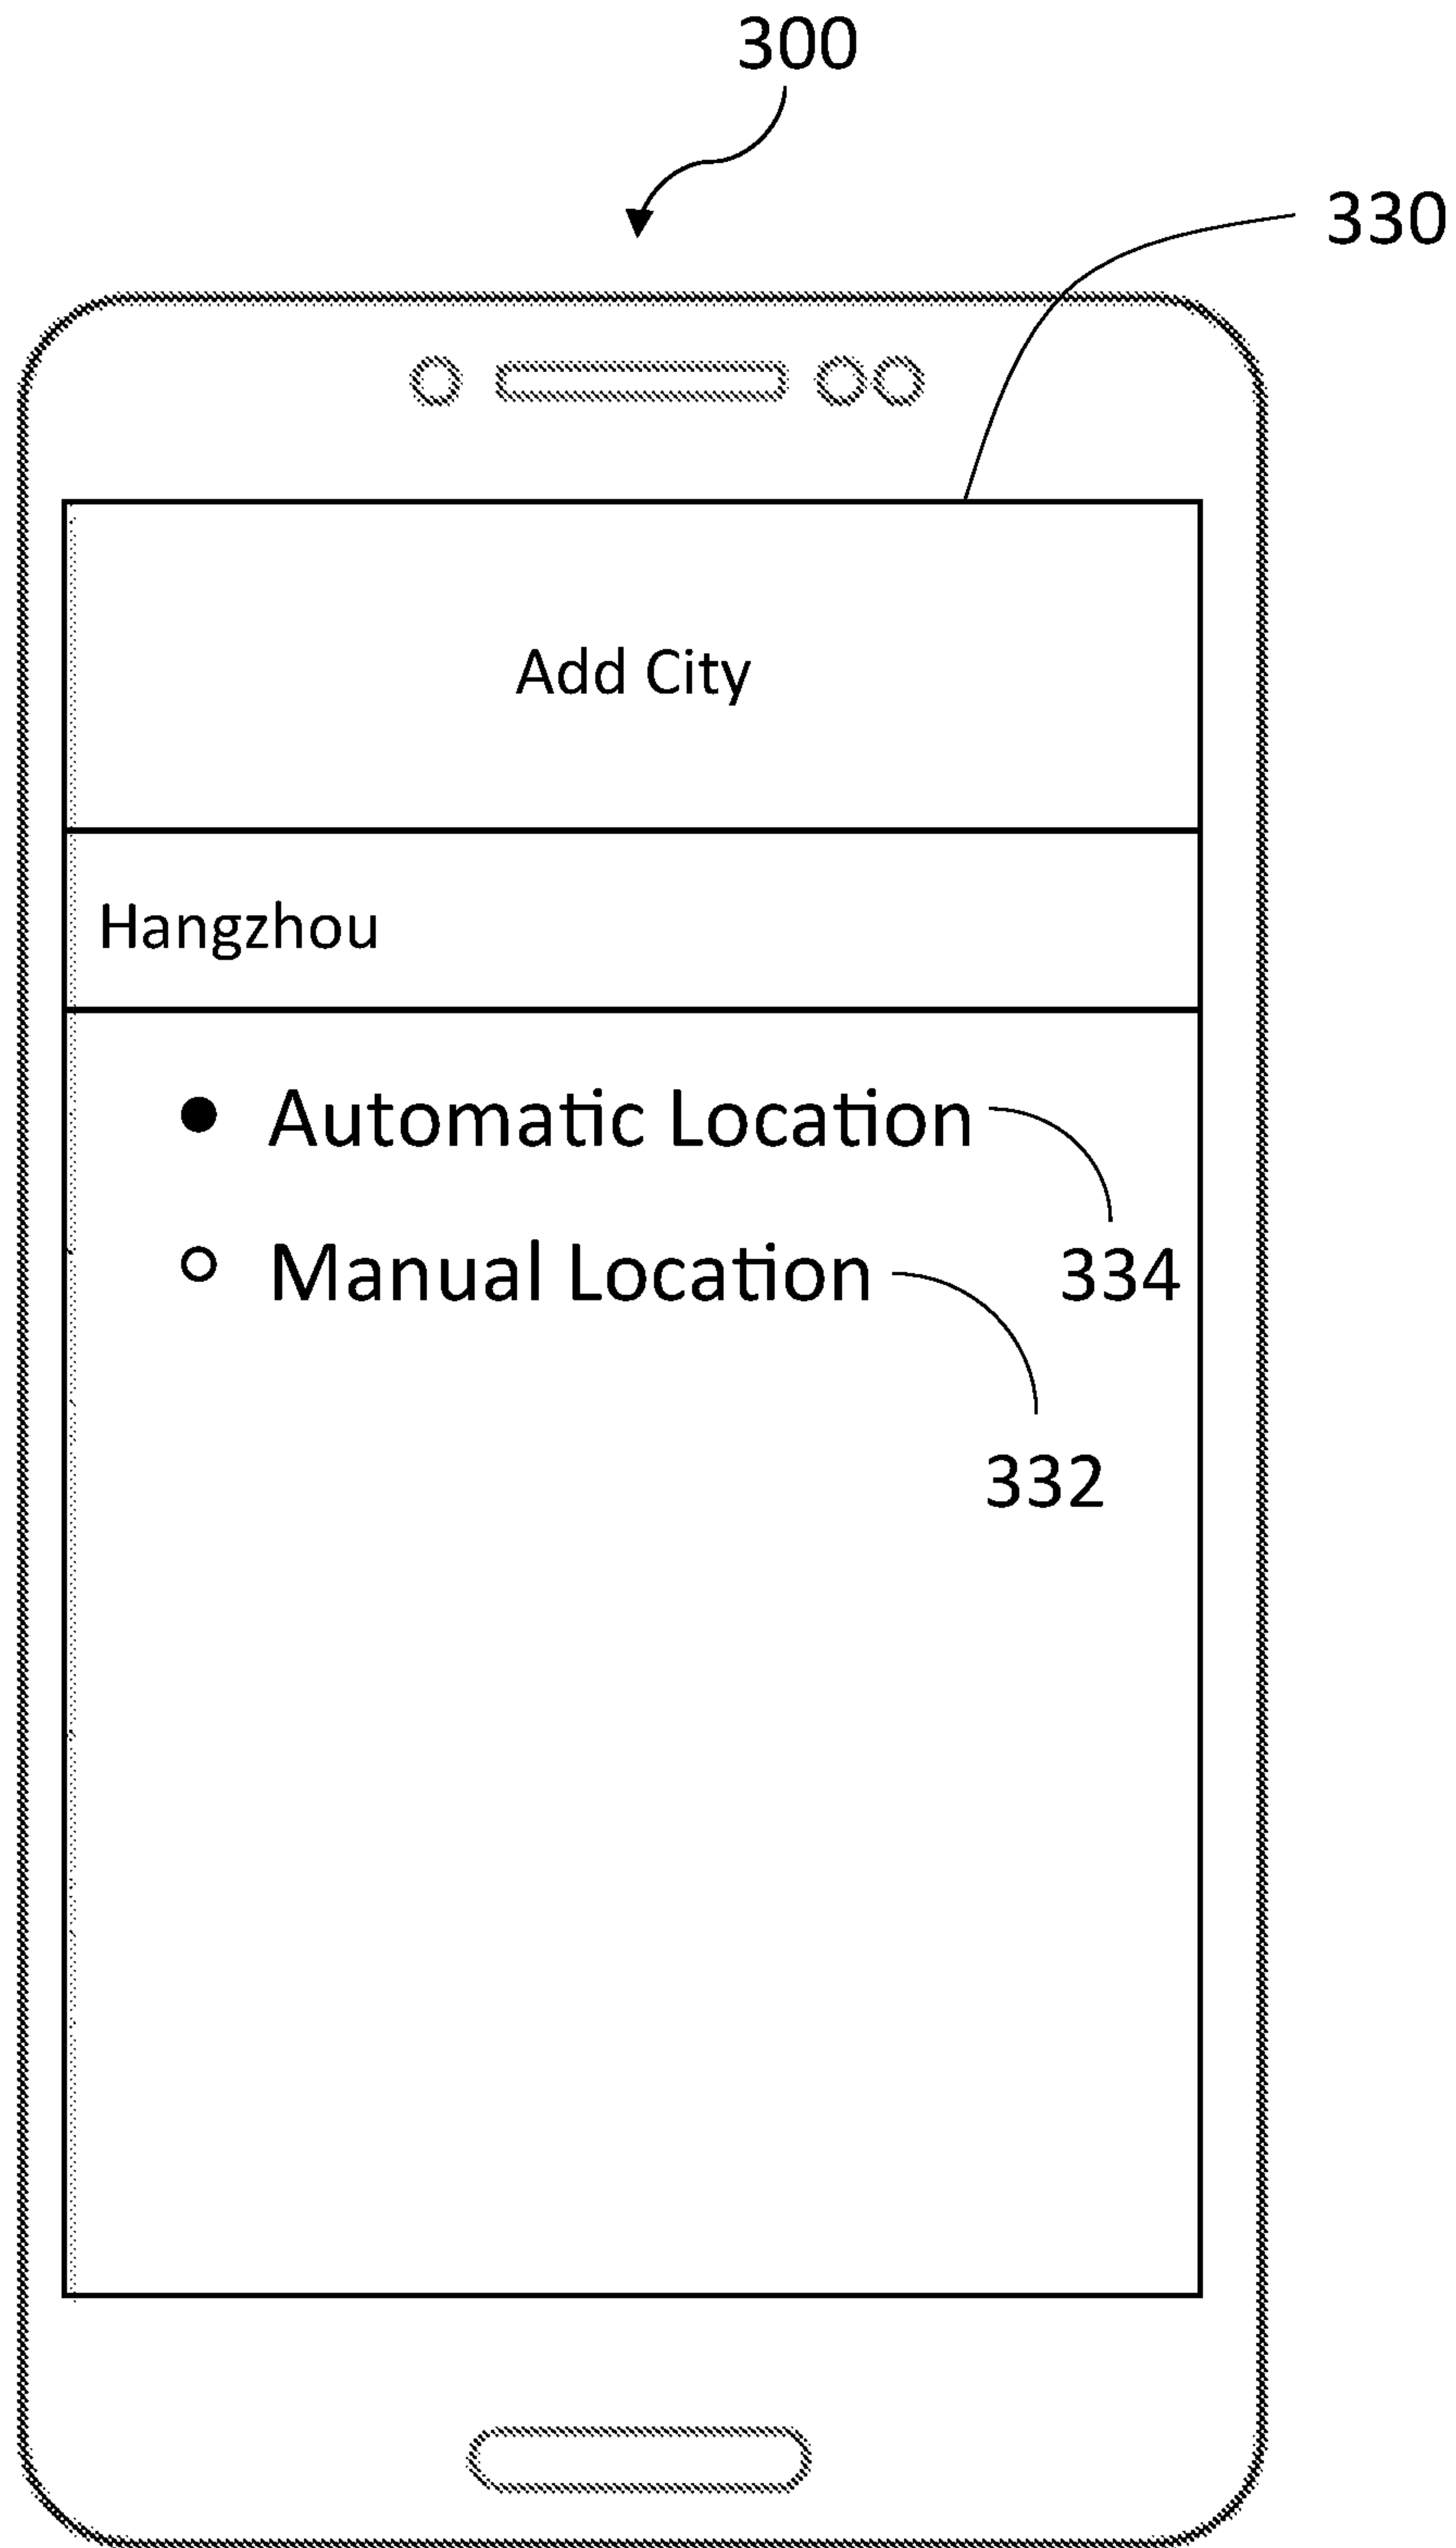 300
330
Add City
Hangzhou
Automatic Location
334
Manual Location
332